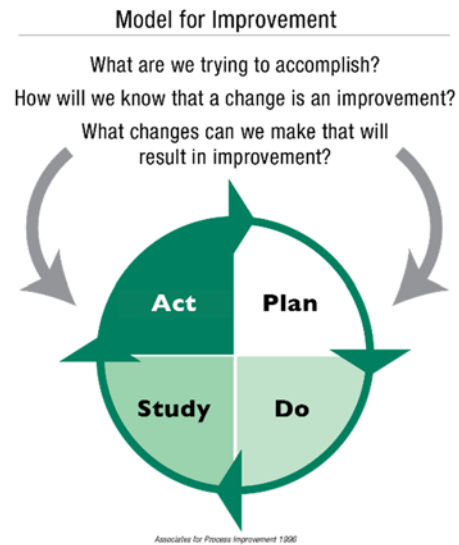 Model for Improvement
What are we trying to accomplish?
How will we know that a change is an improvement?
What changes can we make that will
result in improvement?
Act
Plan
Study
Do
Associates for Process Improvement 1996